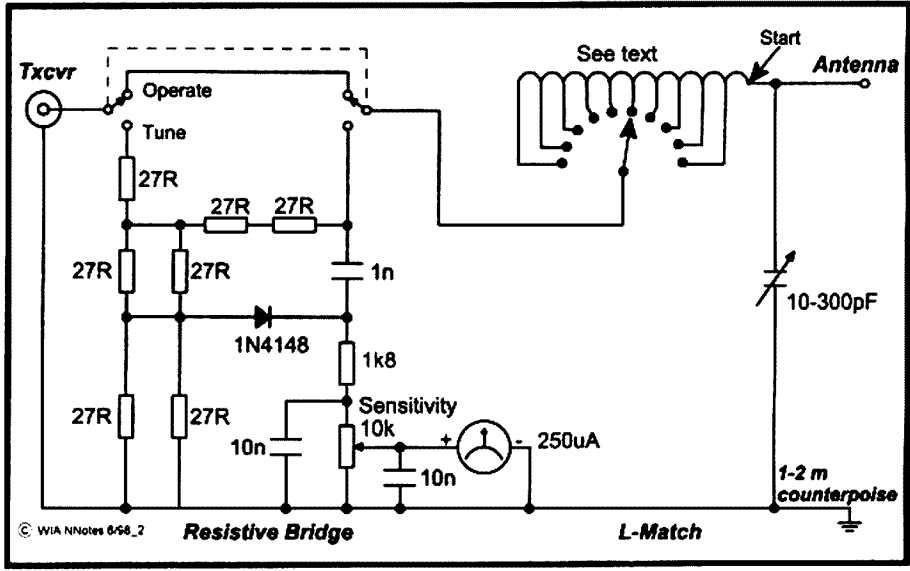 Start
See text
Txcvr
Antenna
Operate
Tune
27R
27R
27R
27R
27R
1n
10-300pF
1N4148
1k8
Sensitivity
27R
27R
10k
10n
+
-
250uA
10n
1-2 m
counterpoise
© WIA NNotes 6/98_2
Resistive Bridge
L-Match